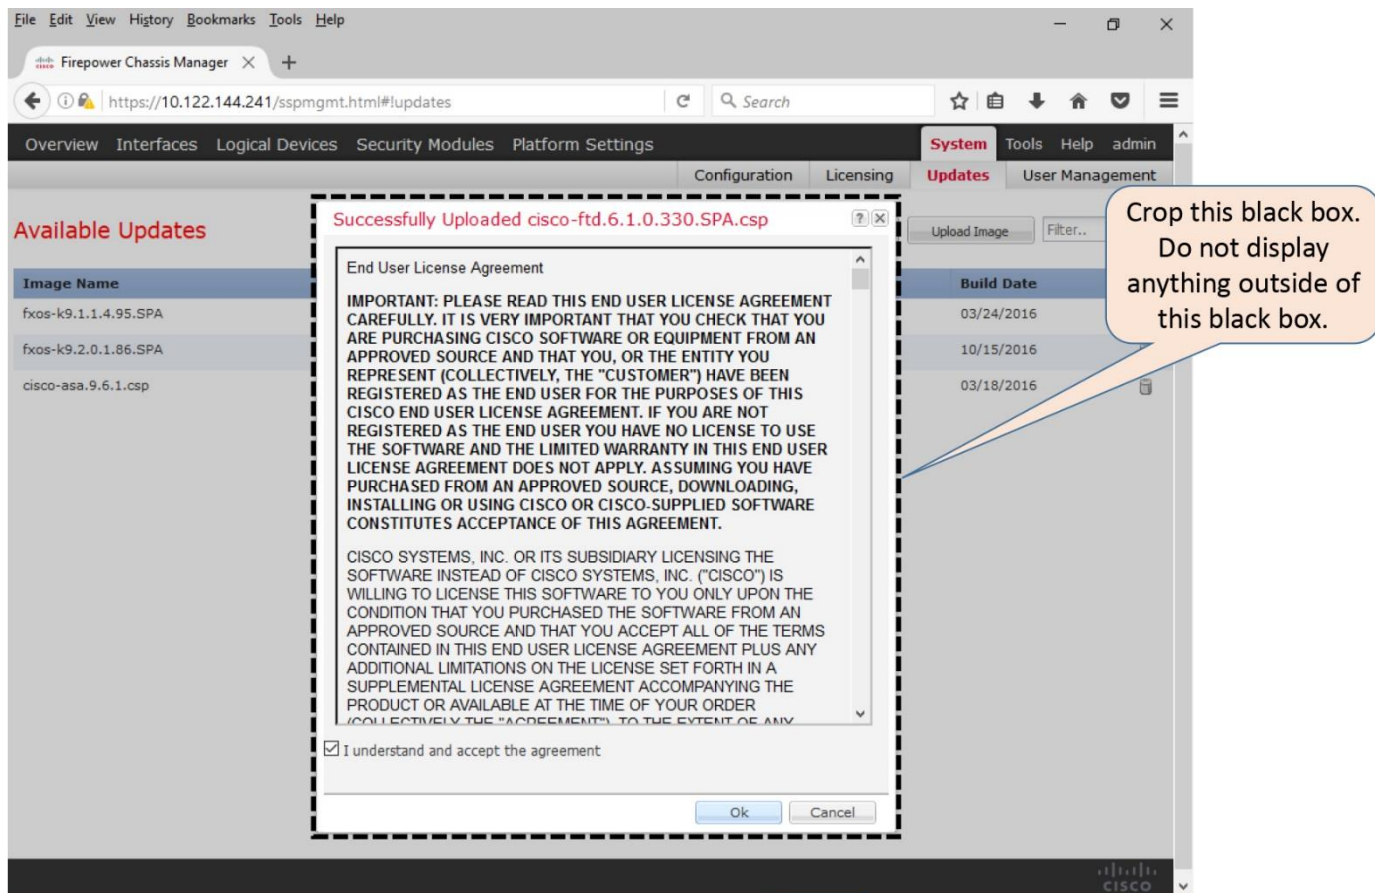 File Edit View History Bookmarks Tools Help
Firepower Chassis Manager
https://10.122.144.241/sspmgmt.html#!updates
Search
Overview Interfaces Logical Devices Security Modules Platform Settings
System Tools Help admin
Configuration Licensing Updates User Management
Available Updates
Upload Image
Filter..
Image Name
Build Date
fxos-k9.1.1.4.95.SPA
03/24/2016
fxos-k9.2.0.1.86.SPA
10/15/2016
cisco-asa.9.6.1.csp
03/18/2016
Successfully Uploaded cisco-ftd.6.1.0.330.SPA.csp
End User License Agreement
IMPORTANT: PLEASE READ THIS END USER LICENSE AGREEMENT
CAREFULLY. IT IS VERY IMPORTANT THAT YOU CHECK THAT YOU
ARE PURCHASING CISCO SOFTWARE OR EQUIPMENT FROM AN
APPROVED SOURCE AND THAT YOU, OR THE ENTITY YOU
REPRESENT (COLLECTIVELY, THE "CUSTOMER") HAVE BEEN
REGISTERED AS THE END USER FOR THE PURPOSES OF THIS
CISCO END USER LICENSE AGREEMENT. IF YOU ARE NOT
REGISTERED AS THE END USER YOU HAVE NO LICENSE TO USE
THE SOFTWARE AND THE LIMITED WARRANTY IN THIS END USER
LICENSE AGREEMENT DOES NOT APPLY. ASSUMING YOU HAVE
PURCHASED FROM AN APPROVED SOURCE, DOWNLOADING,
INSTALLING OR USING CISCO OR CISCO-SUPPLIED SOFTWARE
CONSTITUTES ACCEPTANCE OF THIS AGREEMENT.
CISCO SYSTEMS, INC. OR ITS SUBSIDIARY LICENSING THE
SOFTWARE INSTEAD OF CISCO SYSTEMS, INC. ("CISCO") IS
WILLING TO LICENSE THIS SOFTWARE TO YOU ONLY UPON THE
CONDITION THAT YOU PURCHASED THE SOFTWARE FROM AN
APPROVED SOURCE AND THAT YOU ACCEPT ALL OF THE TERMS
CONTAINED IN THIS END USER LICENSE AGREEMENT PLUS ANY
ADDITIONAL LIMITATIONS ON THE LICENSE SET FORTH IN A
SUPPLEMENTAL LICENSE AGREEMENT ACCOMPANYING THE
PRODUCT OR AVAILABLE AT THE TIME OF YOUR ORDER
(COLLECTIVELY THE "AGREEMENT"). TO THE EXTENT OF ANY
I understand and accept the agreement
Ok
Cancel
Crop this black box.
Do not display
anything outside of
this black box.
CISCO